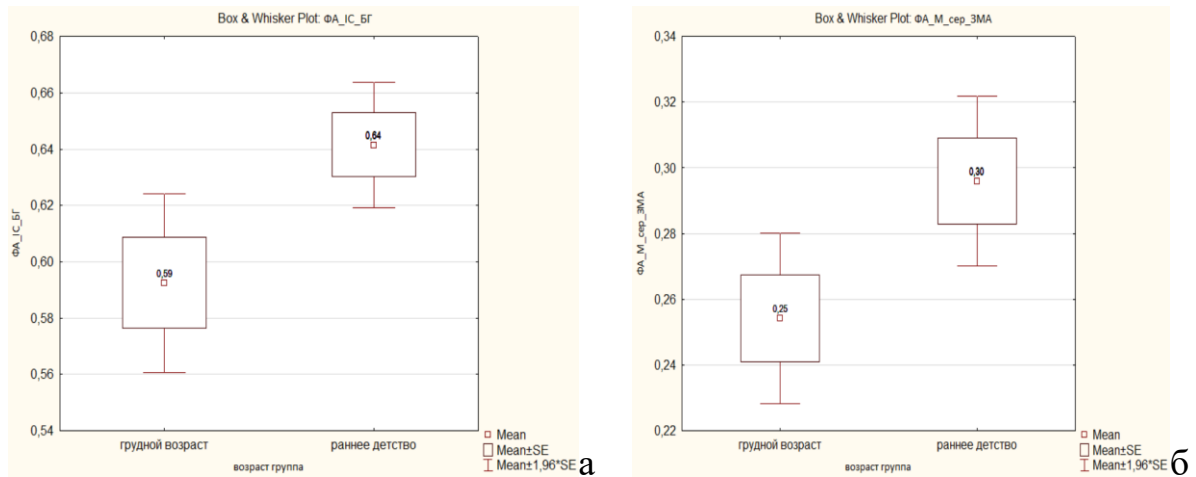 Box & Whisker Plot: ФА_IC_БГ
0,68
0,66
0,64
0,62
0,60
0,58
0,56
0,54
ФА_IC_БГ
0,59
0,64
грудной возраст
раннее детство
возраст группа
Mean
Mean±SE
Mean±1,96*SE
а
Box & Whisker Plot: ФА_М_сер_ЗМА
0,34
0,32
0,30
0,28
0,26
0,24
0,22
ФА_М_сер_ЗМА
0,25
0,30
грудной возраст
раннее детство
возраст группа
Mean
Mean±SE
Mean±1,96*SE
б